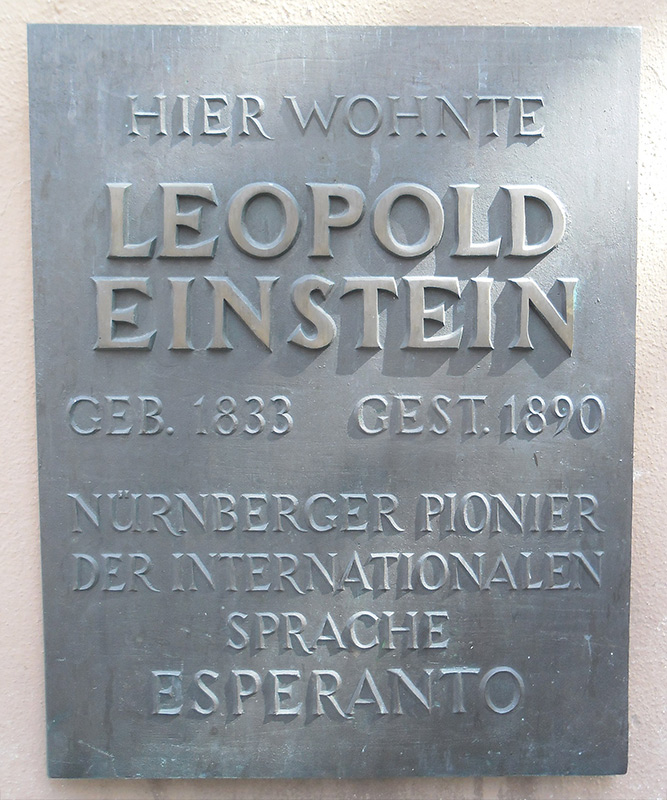 HIER WOHNTE
LEOPOLD
EINSTEIN
GEB. 1833 GEST. 1890
NÜRNBERGER PIONIER
DER INTERNATIONALEN
SPRACHE
ESPERANTO